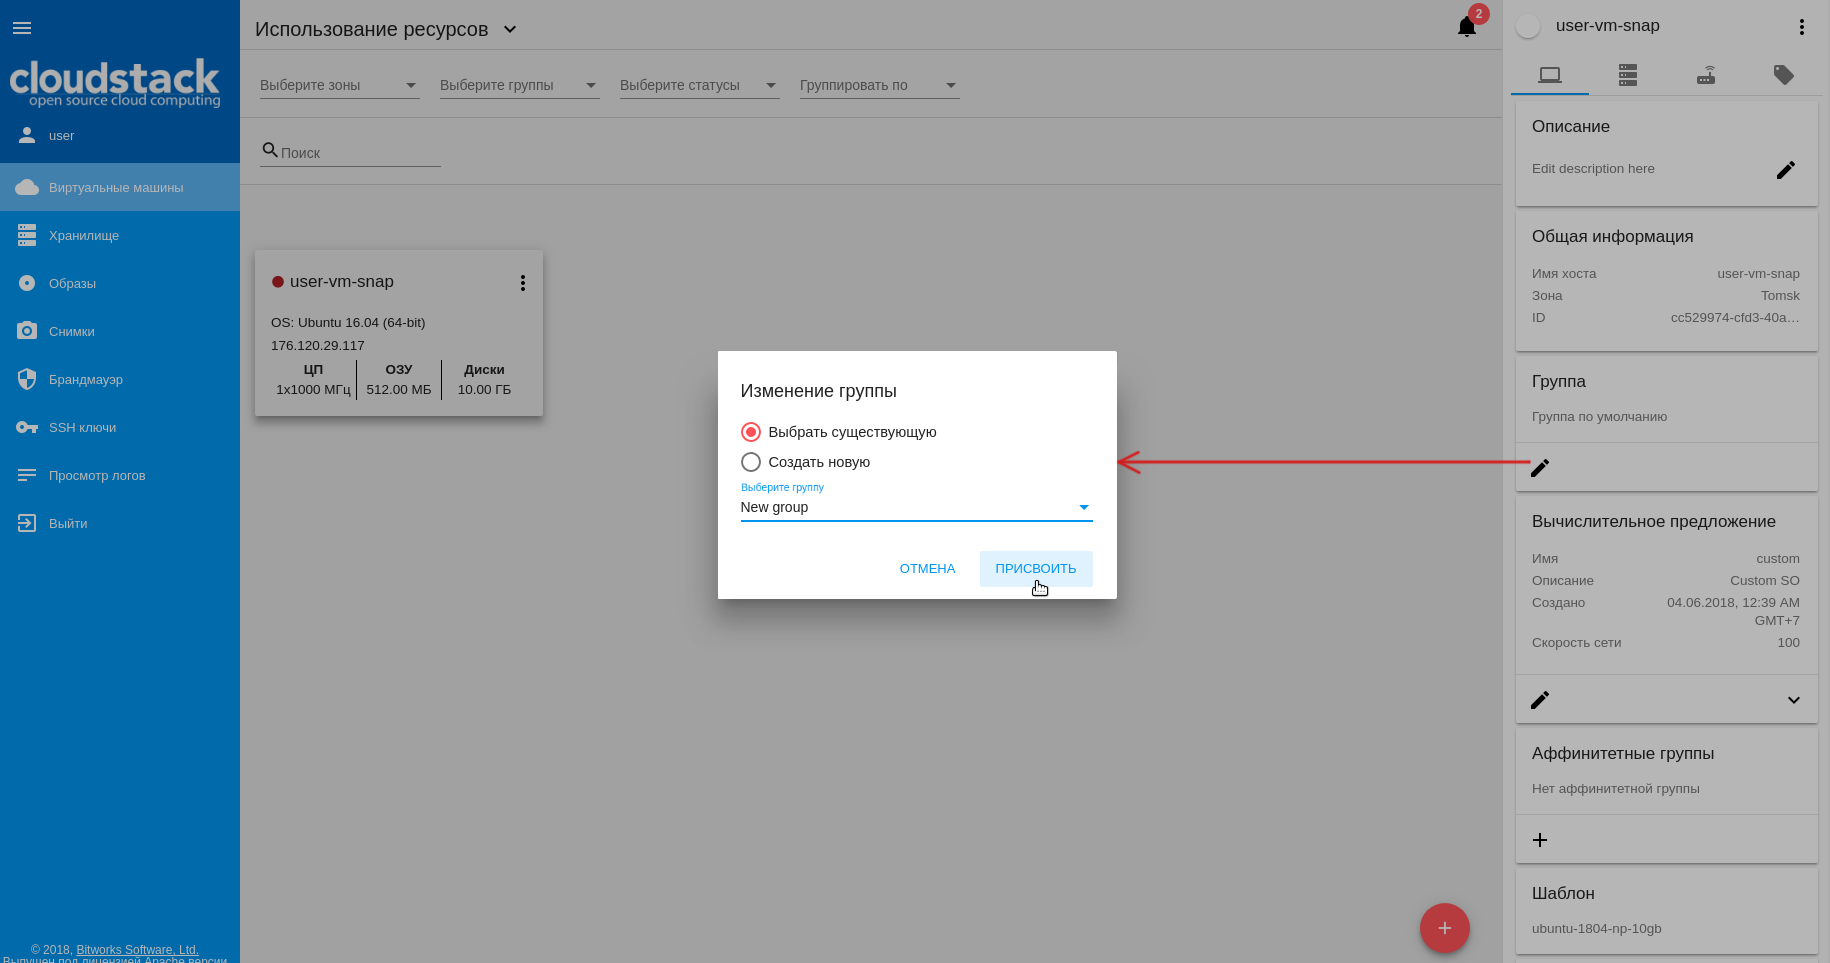 cloudstack
open source cloud computing
user
Виртуальные машины
Хранилище
Образы
Снимки
Брандмауэр
SSH ключи
Просмотр логов
Выйти
© 2018, Bitworks Software, Ltd.
Выпущен под лицензией Apache версии
Использование ресурсов
2
Выберите зоны
Выберите группы
Выберите статусы
Группировать по
Поиск
user-vm-snap
OS: Ubuntu 16.04 (64-bit)
176.120.29.117
ЦП ОЗУ Диски
1x1000 МГц 512.00 МБ 10.00 ГБ
Изменение группы
Выбрать существующую
Создать новую
Выберите группу
New group
ОТМЕНА ПРИСВОИТЬ
user-vm-snap
Описание
Edit description here
Общая информация
Имя хоста user-vm-snap
Зона Tomsk
ID cc529974-cfd3-40a…
Группа
Группа по умолчанию
Вычислительное предложение
Имя custom
Описание Custom SO
Создано 04.06.2018, 12:39 AM
GMT+7
Скорость сети 100
Аффинитетные группы
Нет аффинитетной группы
Шаблон
ubuntu-1804-np-10gb